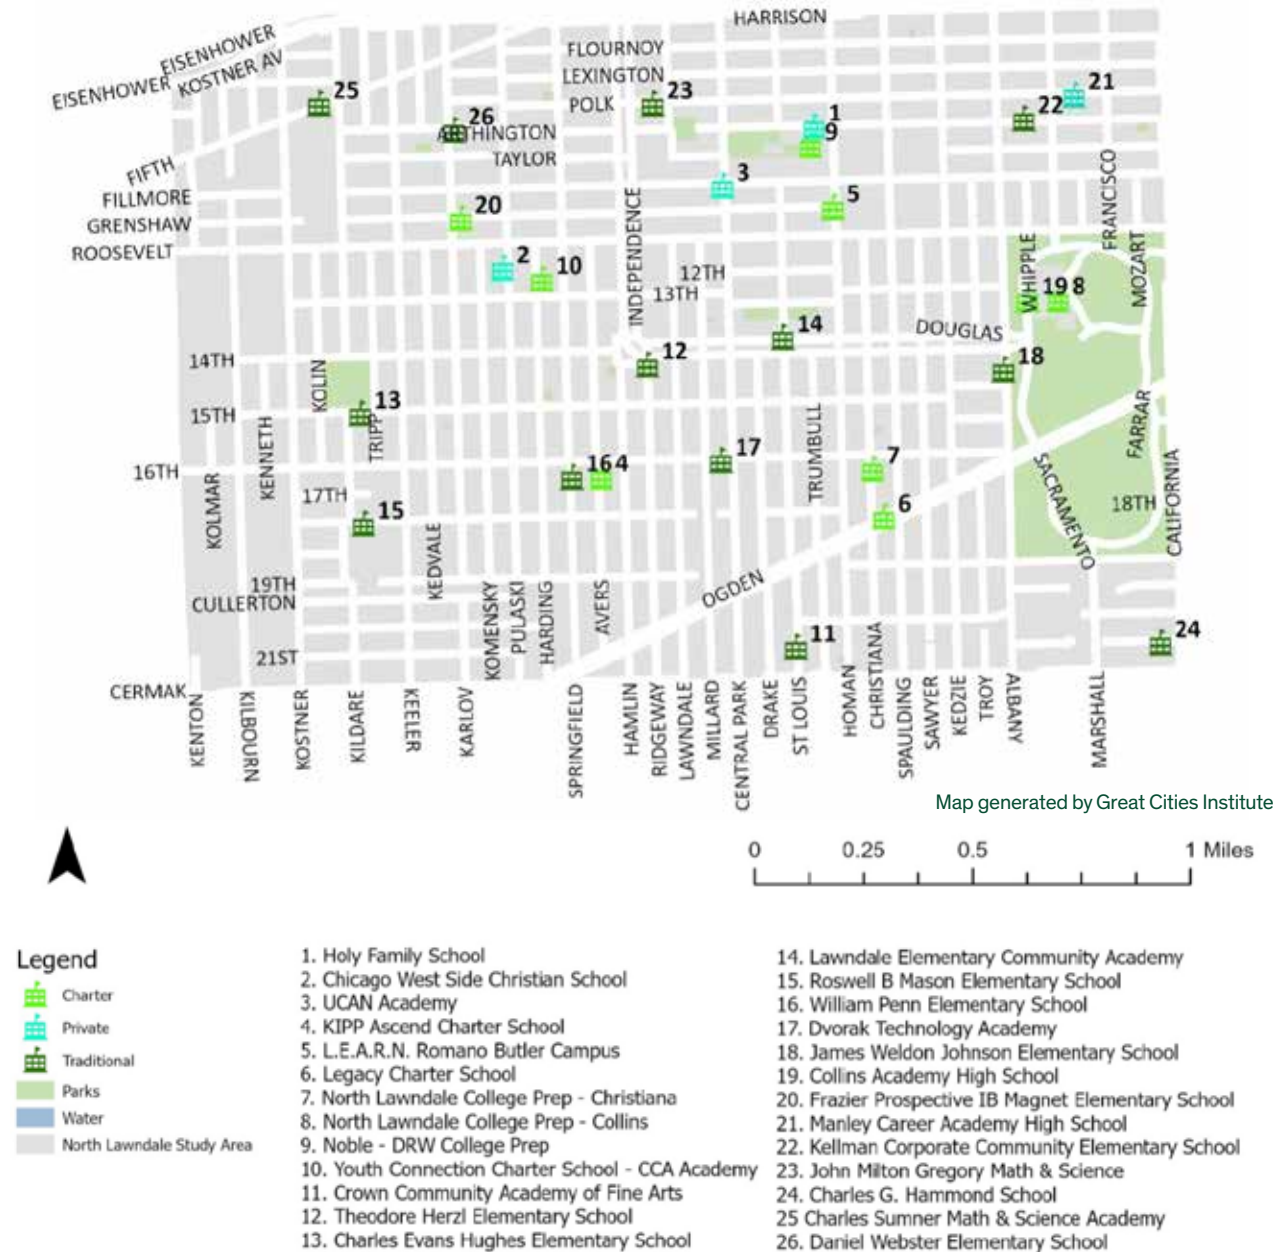 HARRISON
EISENHOWER
EISENHOWER
KOSTNER AV
FLOURNOY
LEXINGTON
POLK
25
26
23
1
9
22
21
ARTHINGTON
TAYLOR
FIFTH
FILLMORE
GRENSHAW
ROOSEVELT
20
3
5
INDEPENDENCE
FRANCISCO
WHIPPLE
MOZART
2
10
12TH
13TH
19
8
14
DOUGLAS
14TH
12
18
KOLIN
13
15TH
TRIPP
KENNETH
TRUMBULL
FARRAR
16TH
16
4
17
7
KOLMAR
17TH
15
6
SACRAMENTO
18TH
CALIFORNIA
KEDVALE
19TH
CULLERTON
KOMENSKY
PULASKI
HARDING
AVERS
OGDEN
21ST
11
24
CERMAK
KENTON
KILBOURN
KOSTNER
KILDARE
KEELER
KARLOV
SPRINGFIELD
HAMLIN
RIDGEWAY
LAWNDALE
MILLARD
CENTRAL PARK
DRAKE
ST LOUIS
HOMAN
CHRISTIANA
SPAULDING
SAWYER
KEDZIE
TROY
ALBANY
MARSHALL
Map generated by Great Cities Institute
0 0.25 0.5 1 Miles
Legend
Charter
Private
Traditional
Parks
Water
North Lawndale Study Area
1. Holy Family School
2. Chicago West Side Christian School
3. UCAN Academy
4. KIPP Ascend Charter School
5. L.E.A.R.N. Romano Butler Campus
6. Legacy Charter School
7. North Lawndale College Prep - Christiana
8. North Lawndale College Prep - Collins
9. Noble - DRW College Prep
10. Youth Connection Charter School - CCA Academy
11. Crown Community Academy of Fine Arts
12. Theodore Herzl Elementary School
13. Charles Evans Hughes Elementary School
14. Lawndale Elementary Community Academy
15. Roswell B Mason Elementary School
16. William Penn Elementary School
17. Dvorak Technology Academy
18. James Weldon Johnson Elementary School
19. Collins Academy High School
20. Frazier Prospective IB Magnet Elementary School
21. Manley Career Academy High School
22. Kellman Corporate Community Elementary School
23. John Milton Gregory Math & Science
24. Charles G. Hammond School
25 Charles Sumner Math & Science Academy
26. Daniel Webster Elementary School